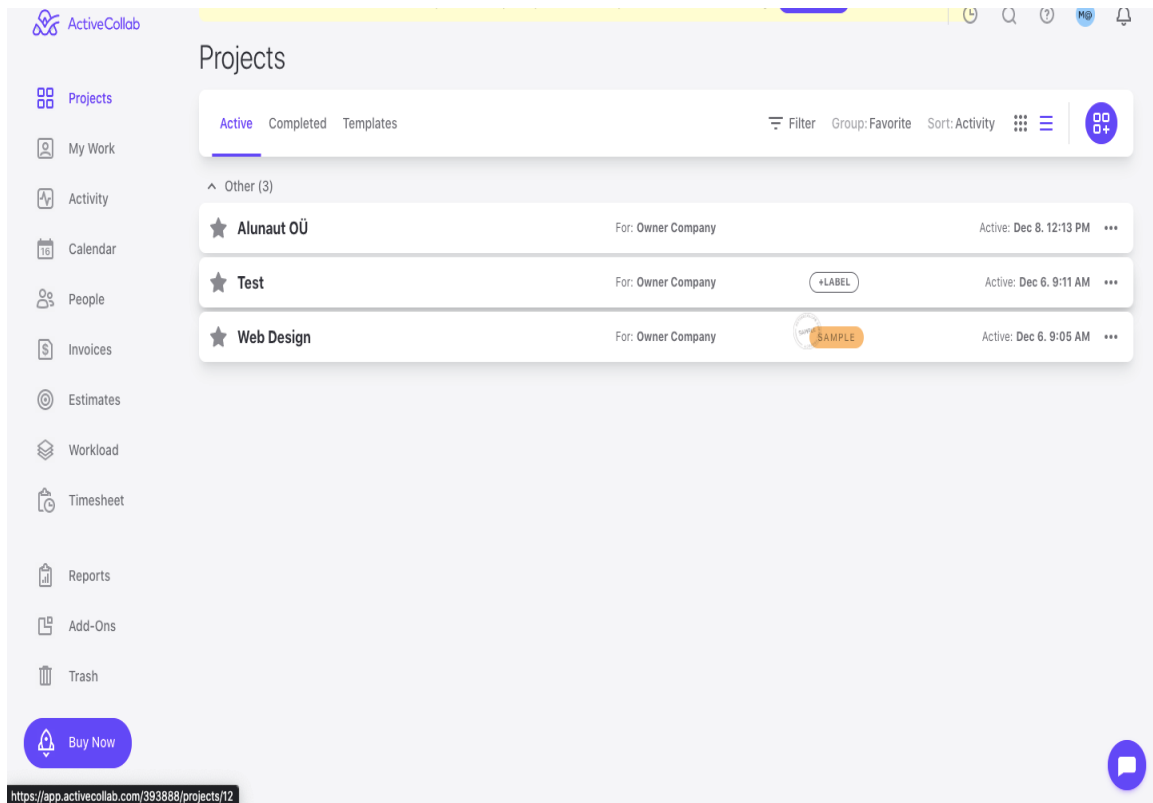 ActiveCollab
M@
Projects
Projects
Active Completed Templates
Filter Group: Favorite Sort: Activity
My Work
Other (3)
Activity
Alunaut OÜ For: Owner Company Active: Dec 8. 12:13 PM
16 Calendar
Test For: Owner Company +LABEL Active: Dec 6. 9:11 AM
People
Web Design For: Owner Company SAMPLE SAMPLE Active: Dec 6. 9:05 AM
Invoices
Estimates
Workload
Timesheet
Reports
Add-Ons
Trash
Buy Now
https://app.activecollab.com/393888/projects/12